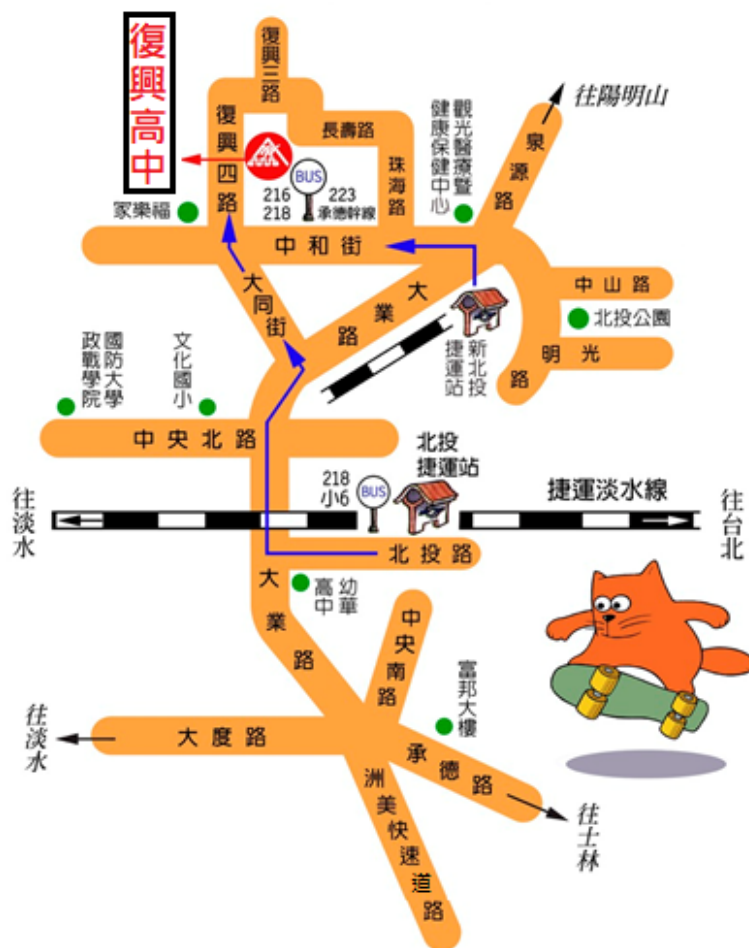 復興高中
復興三路
復興四路
長壽路
珠海路
觀光醫療暨
健康保健中心
泉源路
往陽明山
BUS
216
218
223
承德幹線
家樂福
中和街
大同街
大業路
新北投
捷運站
中山路
北投公園
光明路
國防大學
政戰學院
文化國小
中央北路
北投
捷運站
218
小6
BUS
捷運淡水線
往淡水
往台北
北投路
大業路
幼華
高中
中央南路
富邦大樓
往淡水
大度路
承德路
往士林
洲美快速道路